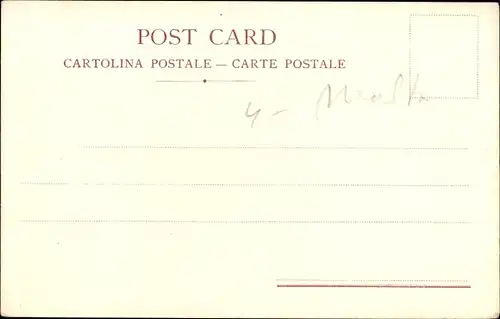 POST CARD
CARTOLINA POSTALE — CARTE POSTALE
4 -